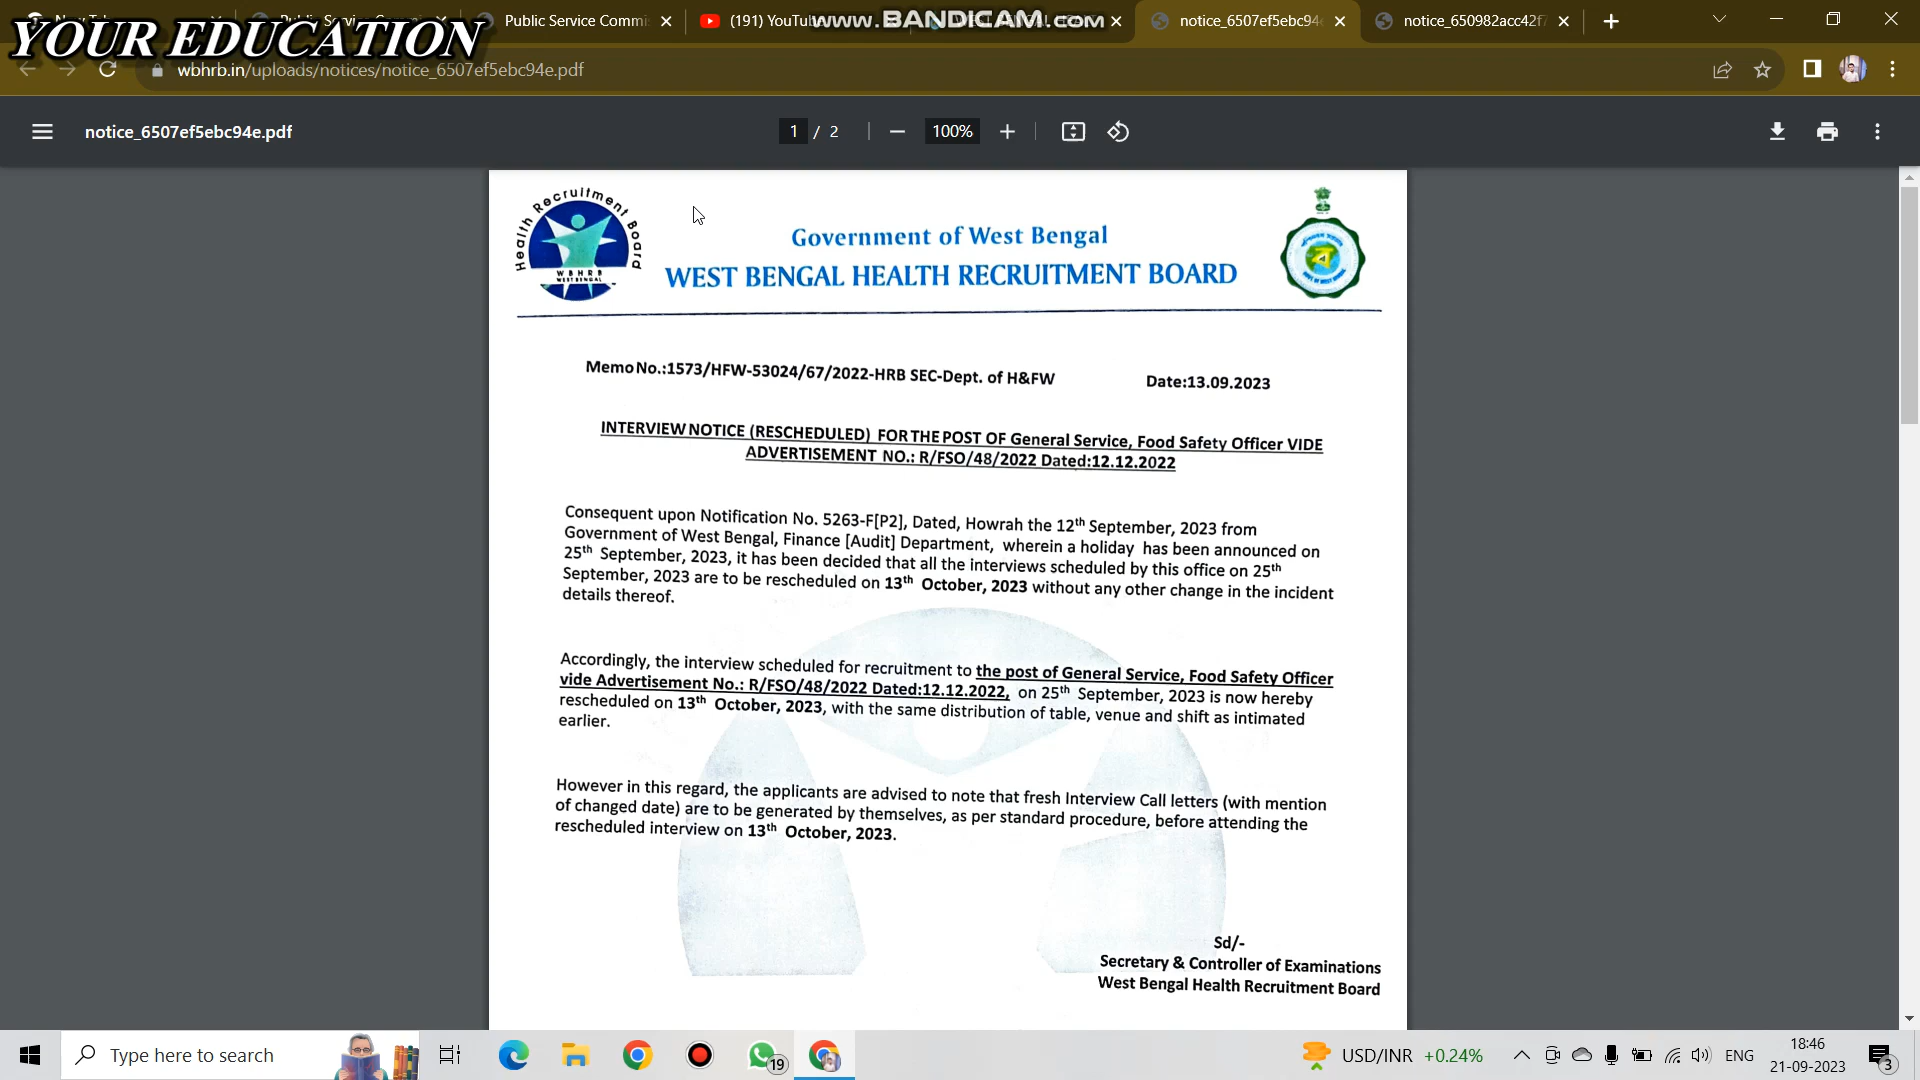 Public Service Commi
(191) YouTube
www.BANDICAM.com
notice_6507ef5ebc94
notice_650982acc42f7
YOUR EDUCATION
wbhrb.in/uploads/notices/notice_6507ef5ebc94e.pdf
notice_6507ef5ebc94e.pdf
1 / 2
100%
Health Recruitment Board
WBHRB
WEST BENGAL
Government of West Bengal
WEST BENGAL HEALTH RECRUITMENT BOARD
Memo No.:1573/HFW-53024/67/2022-HRB SEC-Dept. of H&FW Date:13.09.2023
INTERVIEW NOTICE (RESCHEDULED) FOR THE POST OF General Service, Food Safety Officer VIDE
ADVERTISEMENT NO.: R/FSO/48/2022 Dated:12.12.2022
Consequent upon Notification No. 5263-F[P2], Dated, Howrah the 12th September, 2023 from
Government of West Bengal, Finance [Audit] Department, wherein a holiday has been announced on
25th September, 2023, it has been decided that all the interviews scheduled by this office on 25th
September, 2023 are to be rescheduled on 13th October, 2023 without any other change in the incident
details thereof.
Accordingly, the interview scheduled for recruitment to the post of General Service, Food Safety Officer
vide Advertisement No.: R/FSO/48/2022 Dated:12.12.2022, on 25th September, 2023 is now hereby
rescheduled on 13th October, 2023, with the same distribution of table, venue and shift as intimated
earlier.
However in this regard, the applicants are advised to note that fresh Interview Call letters (with mention
of changed date) are to be generated by themselves, as per standard procedure, before attending the
rescheduled interview on 13th October, 2023.
Sd/-
Secretary & Controller of Examinations
West Bengal Health Recruitment Board
Type here to search
19
USD/INR +0.24%
ENG
18:46
21-09-2023
3